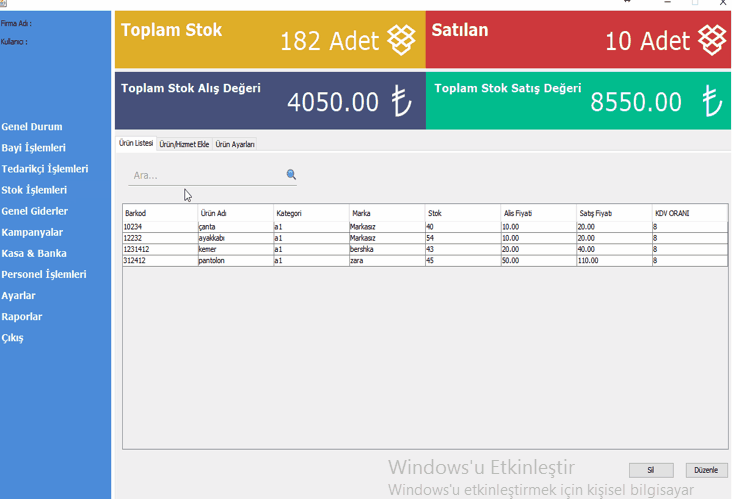 Firma Adı :
Kullanıcı :
Genel Durum
Bayi İşlemleri
Tedarikçi İşlemleri
Stok İşlemleri
Genel Giderler
Kampanyalar
Kasa & Banka
Personel İşlemleri
Ayarlar
Raporlar
Çıkış
Toplam Stok
182 Adet
Satılan
10 Adet
Toplam Stok Alış Değeri
4050.00 ₺
Toplam Stok Satış Değeri
8550.00 ₺
Ürün Listesi Ürün/Hizmet Ekle Ürün Ayarları
Ara...
Barkod Ürün Adı Kategori Marka Stok Alis Fiyati Satış Fiyatı KDV ORANI
10234 çanta a1 Markasız 40 10.00 20.00 8
12232 ayakkabı a1 Markasız 54 10.00 20.00 8
1231412 kemer a1 bershka 43 20.00 40.00 8
312412 pantolon a1 zara 45 50.00 110.00 8
Windows'u Etkinleştir
Windows'u etkinleştirmek için kişisel bilgisayar
Sil Düzenle